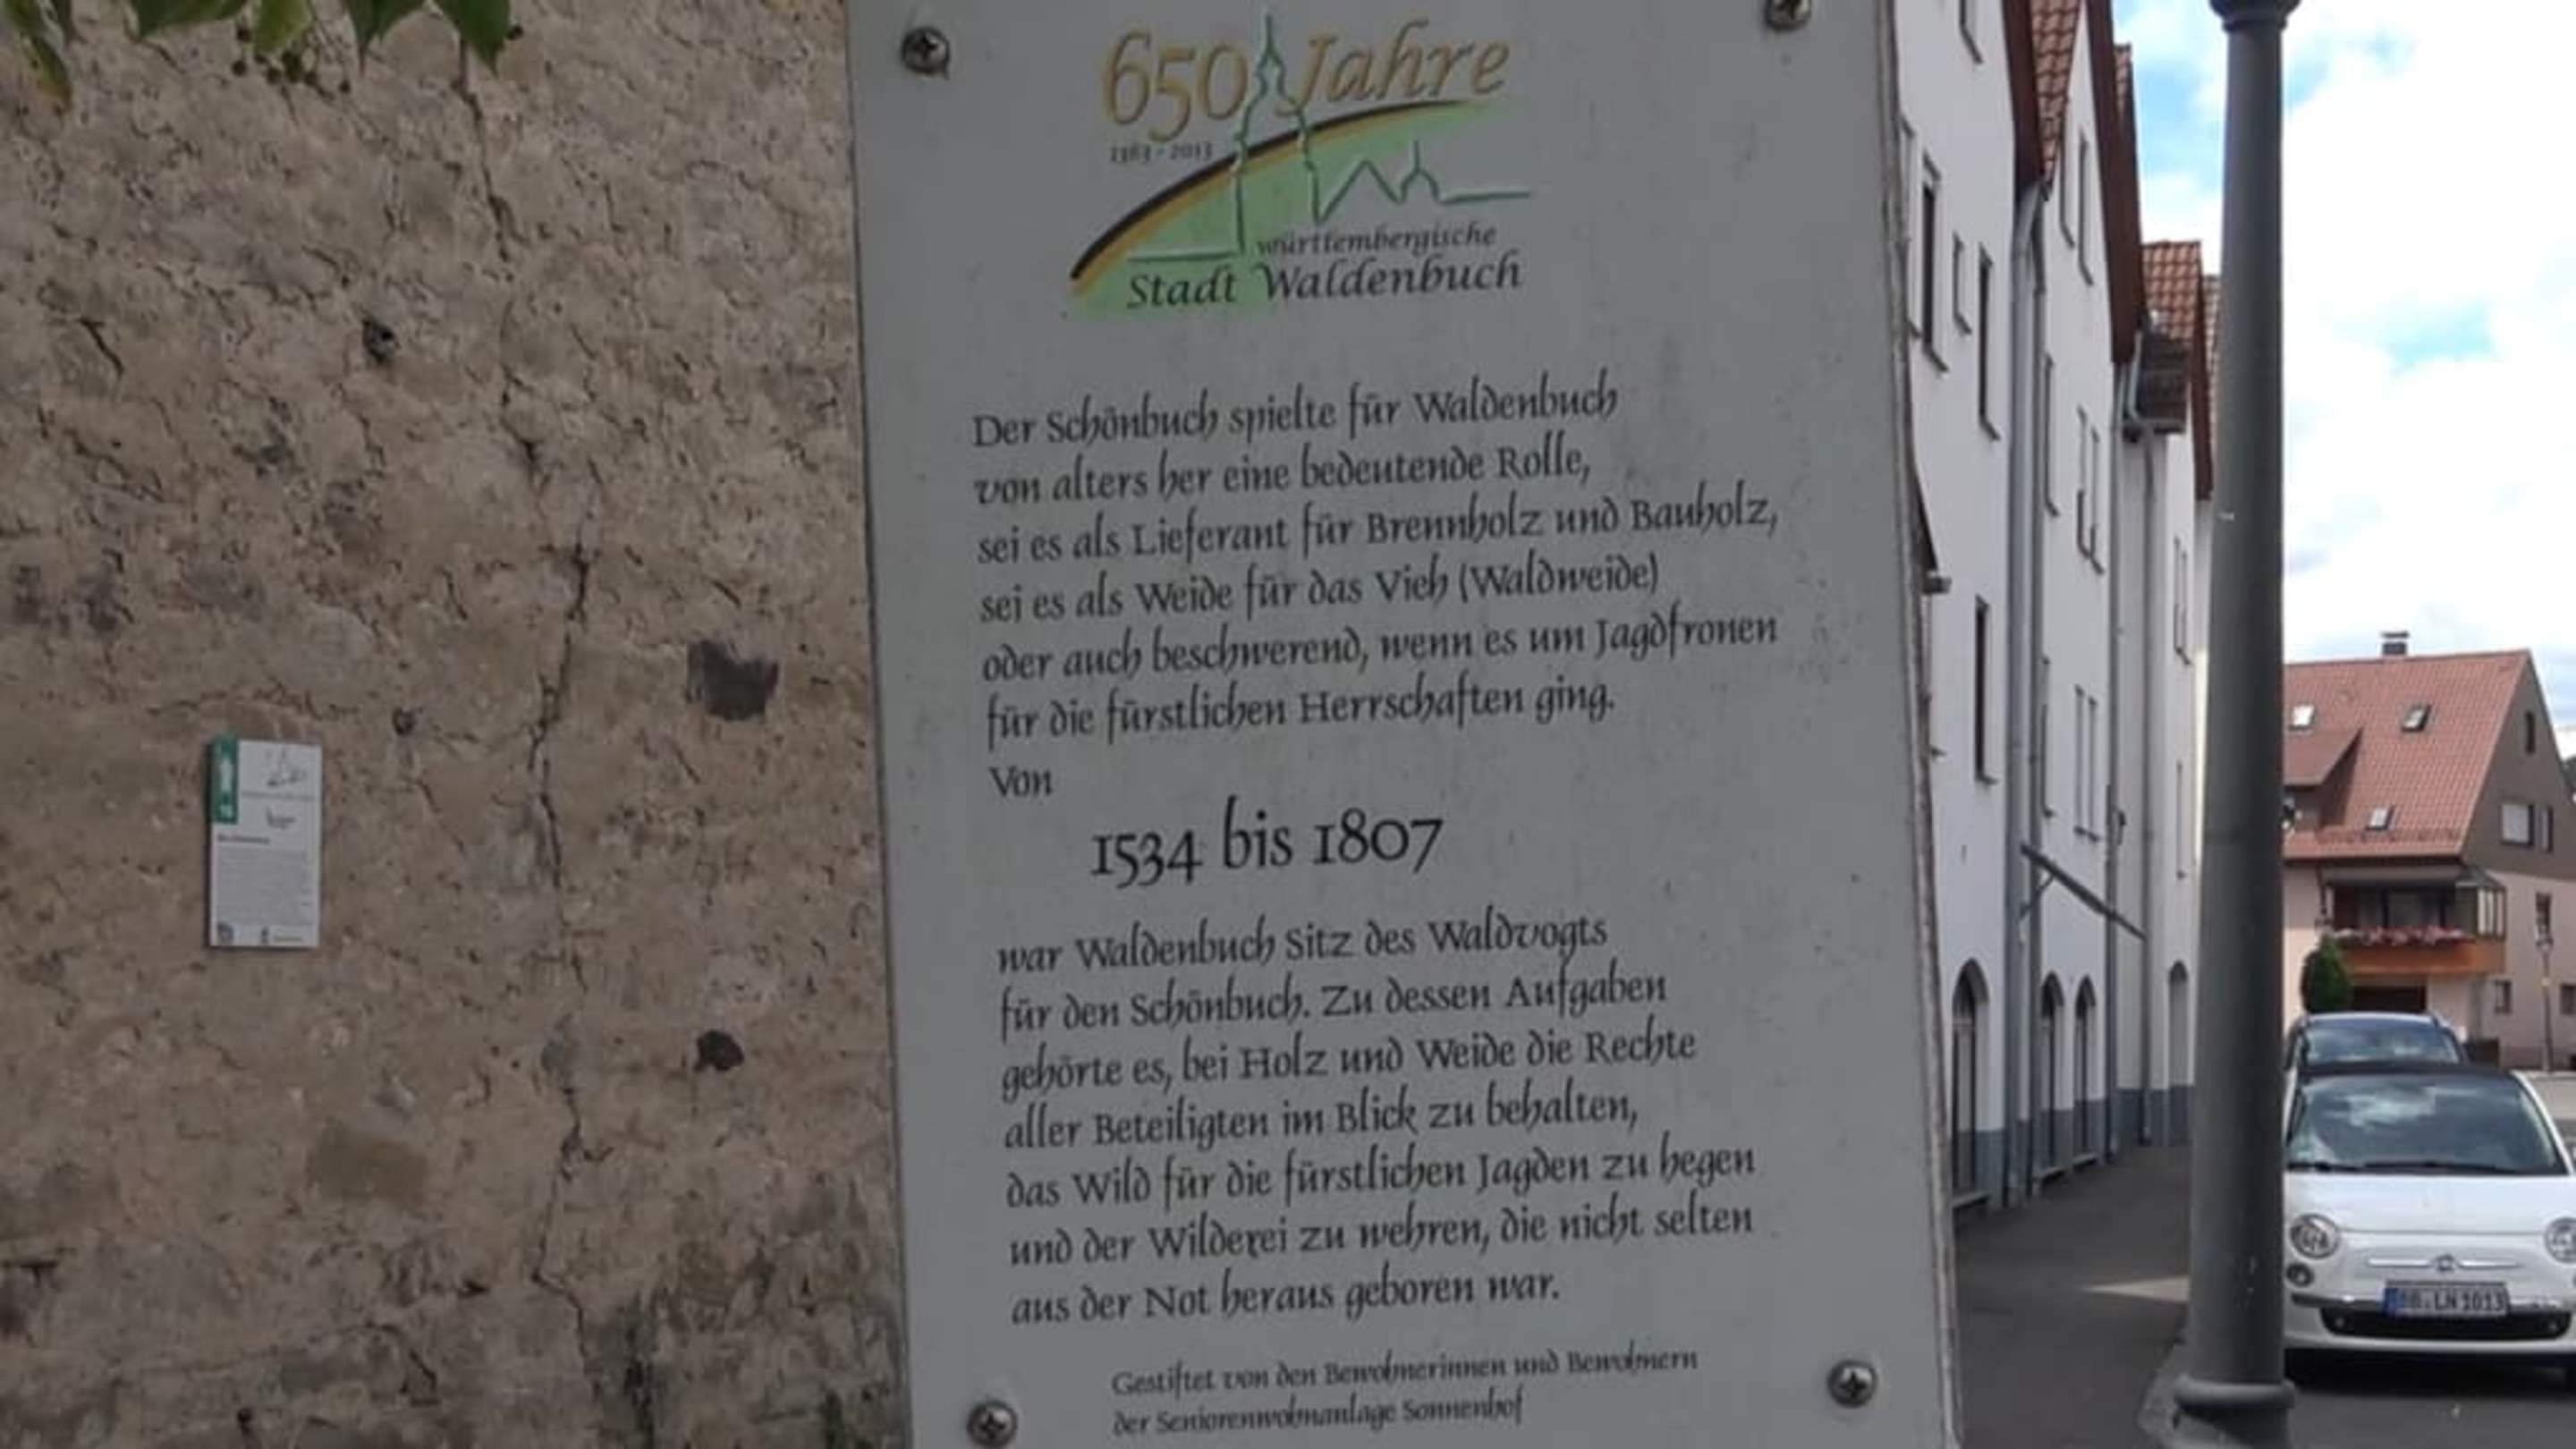 650 Jahre
1363 - 2013
württembergische
Stadt Waldenbuch
Der Schönbuch spielte für Waldenbuch
von alters her eine bedeutende Rolle,
sei es als Lieferant für Brennholz und Bauholz,
sei es als Weide für das Vieh (Waldweide)
oder auch beschwerend, wenn es um Jagdfronen
für die fürstlichen Herrschaften ging.
Von
1534 bis 1807
war Waldenbuch Sitz des Waldvogts
für den Schönbuch. Zu dessen Aufgaben
gehörte es, bei Holz und Weide die Rechte
aller Beteiligten im Blick zu behalten,
das Wild für die fürstlichen Jagden zu hegen
und der Wilderei zu wehren, die nicht selten
aus der Not heraus geboren war.
Gestiftet von den Bewohnerinnen und Bewohnern
der Seniorenwohnanlage Sonnenhof
BB LN 1013